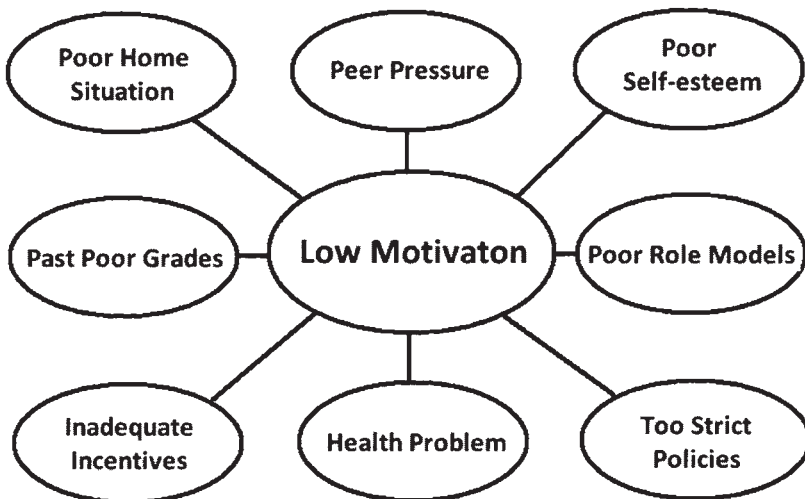 Poor Home
Situation
Peer Pressure
Poor
Self-esteem
Past Poor Grades
Low Motivaton
Poor Role Models
Inadequate
Incentives
Health Problem
Too Strict
Policies